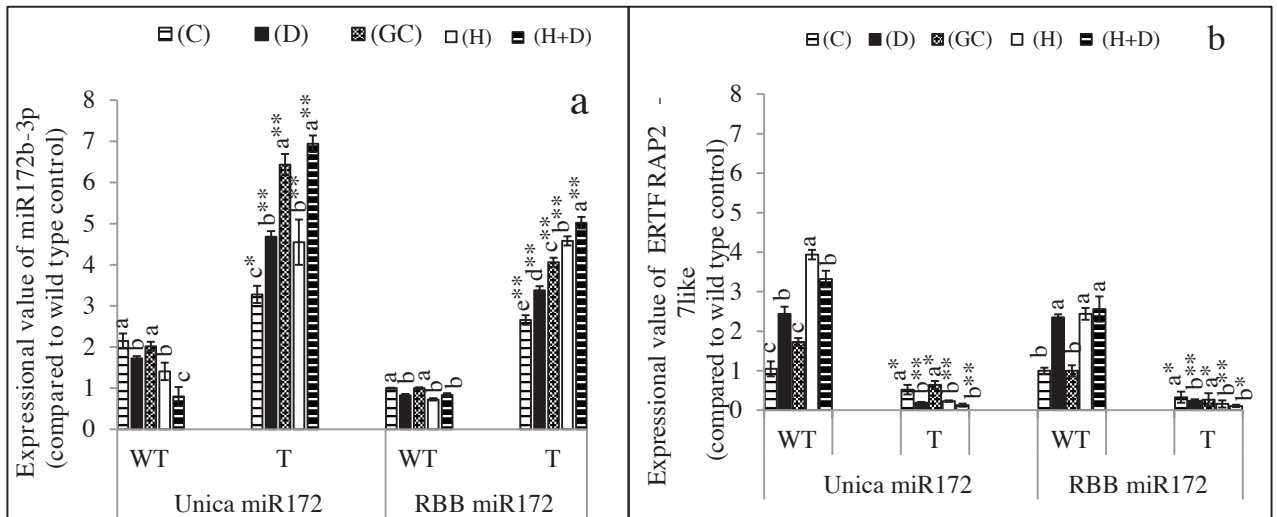 (C) (D) (GC) (H) (H+D)
a
Expressional value of miR172b-3p
(compared to wild type control)
8
7
6
5
4
3
2
1
0
a b a b c
c* b** a** b** a**
a b a b b
e** d** c** b** a**
WT T WT T
Unica miR172 RBB miR172
(C) (D) (GC) (H) (H+D)
b
Expressional value of ERTF RAP2 -
7like
(compared to wild type control)
8
7
6
5
4
3
2
1
0
c b c a b
a* b** a* b** b**
b a b a a
a* b** a* b** b*
WT T WT T
Unica miR172 RBB miR172